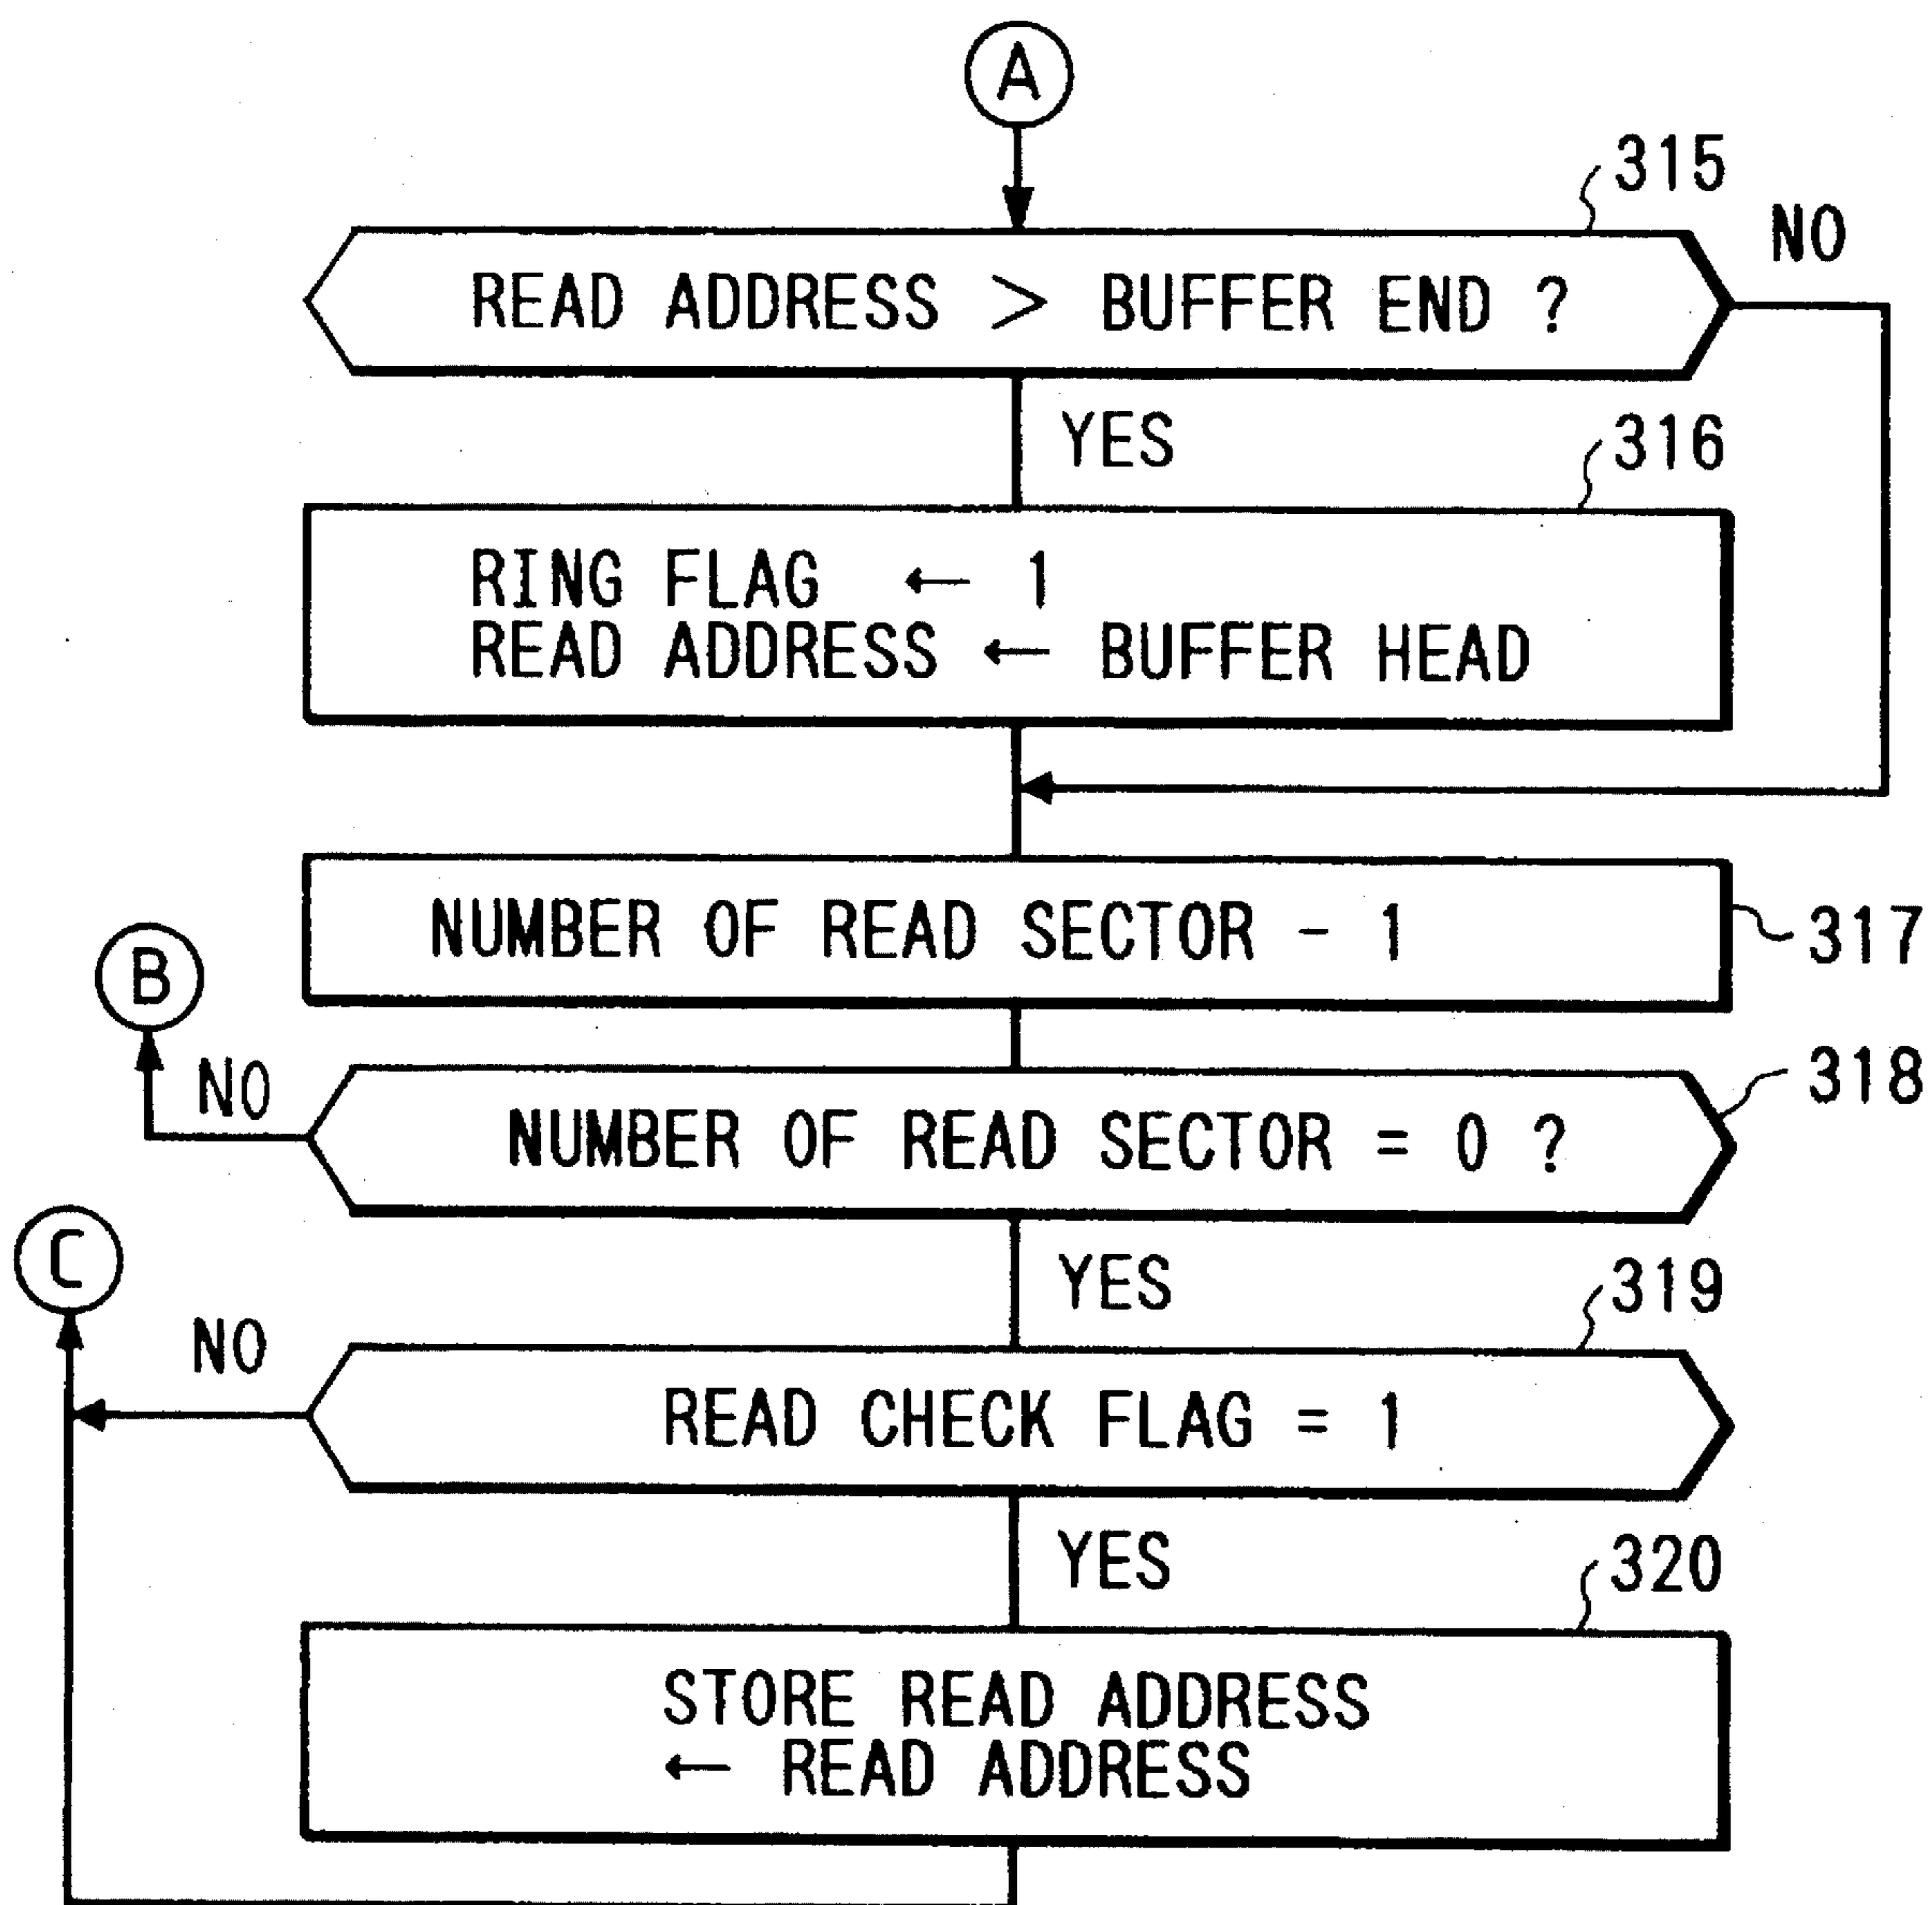 A
315
NO
READ ADDRESS > BUFFER END ?
YES
316
RING FLAG ← 1
READ ADDRESS ← BUFFER HEAD
NUMBER OF READ SECTOR - 1
317
B
NO
318
NUMBER OF READ SECTOR = 0 ?
C
YES
319
NO
READ CHECK FLAG = 1
YES
320
STORE READ ADDRESS
← READ ADDRESS